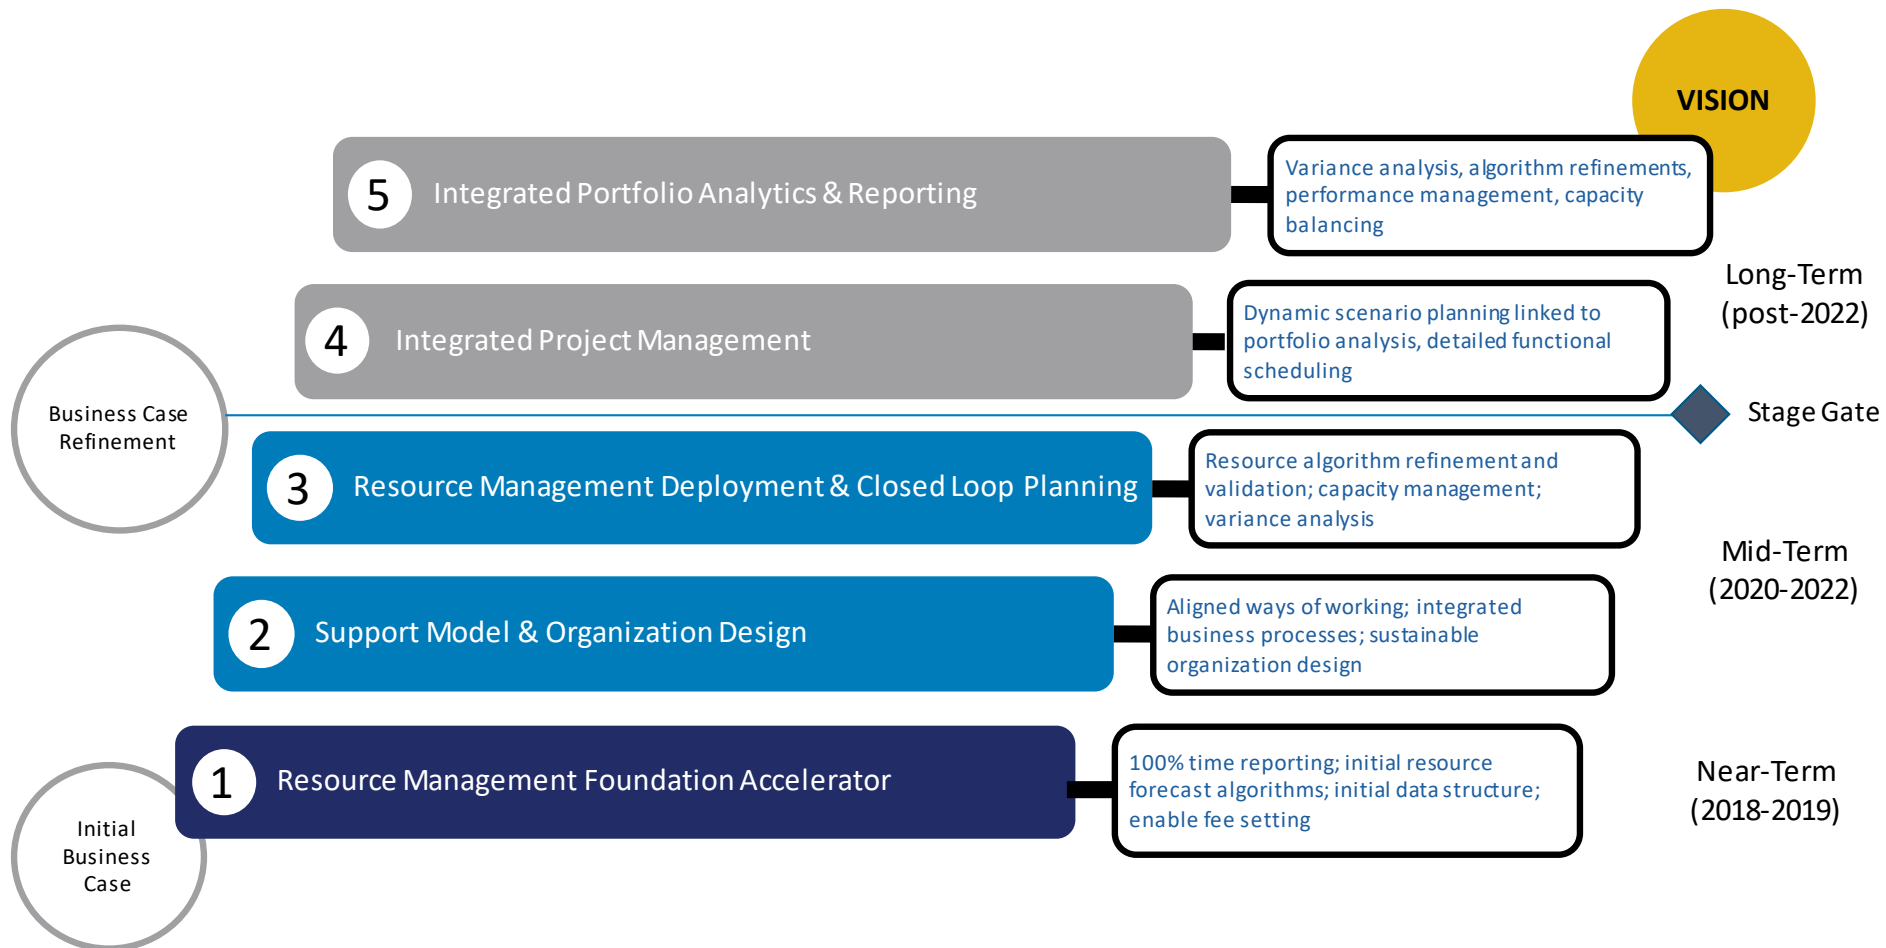 VISION
5
Integrated Portfolio Analytics & Reporting
Variance analysis, algorithm refinements,
performance management, capacity
balancing
Long-Term
(post-2022)
4
Integrated Project Management
Dynamic scenario planning linked to
portfolio analysis, detailed functional
scheduling
Business Case
Refinement
Stage Gate
3
Resource Management Deployment & Closed Loop Planning
Resource algorithm refinement and
validation; capacity management;
variance analysis
Mid-Term
(2020-2022)
2
Support Model & Organization Design
Aligned ways of working; integrated
business processes; sustainable
organization design
1
Resource Management Foundation Accelerator
100% time reporting; initial resource
forecast algorithms; initial data structure;
enable fee setting
Near-Term
(2018-2019)
Initial
Business
Case